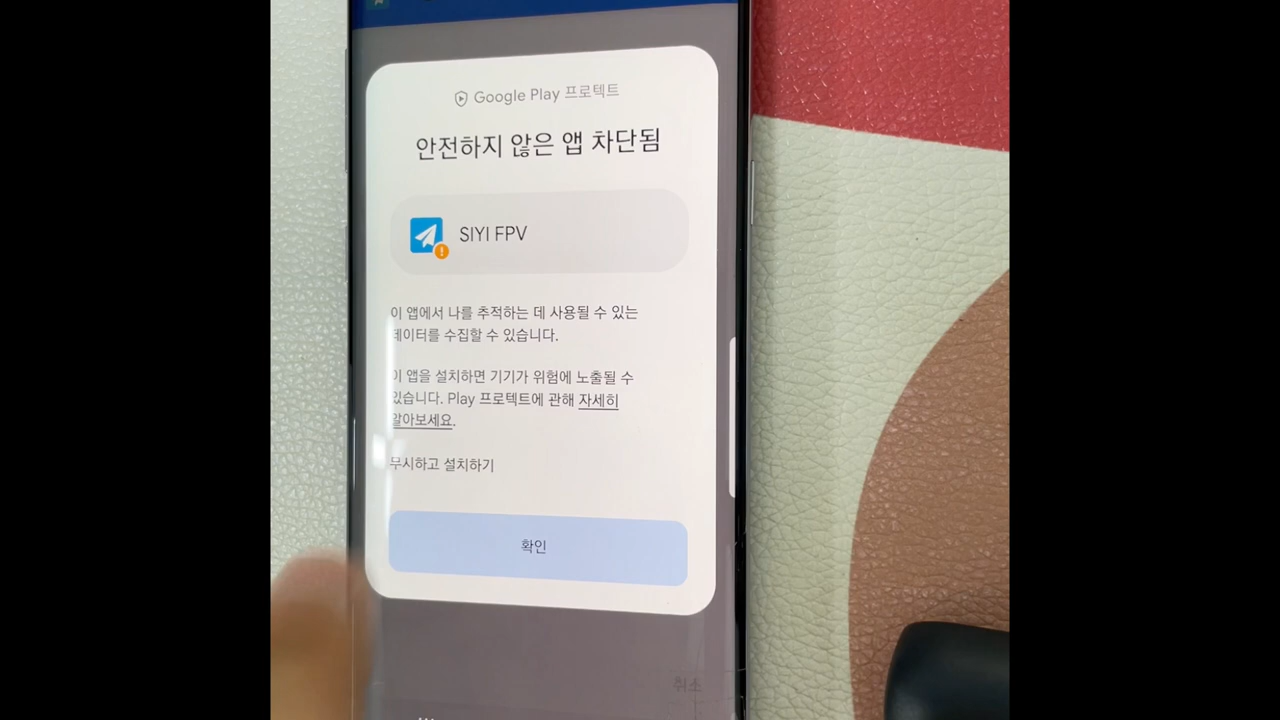 Google Play 프로텍트
안전하지 않은 앱 차단됨
SIYI FPV
이 앱에서 나를 추적하는 데 사용될 수 있는
데이터를 수집할 수 있습니다.
이 앱을 설치하면 기기가 위험에 노출될 수
있습니다. Play 프로텍트에 관해 자세히
알아보세요.
무시하고 설치하기
확인
취소